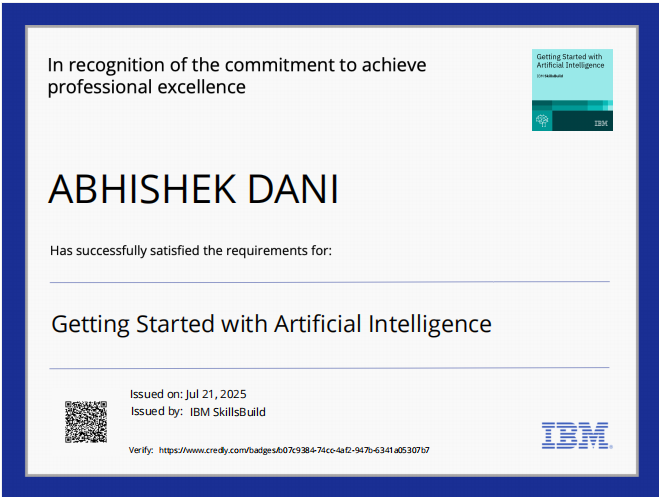 In recognition of the commitment to achieve
professional excellence
Getting Started with
Artificial Intelligence
IBM SkillsBuild
IBM
ABHISHEK DANI
Has successfully satisfied the requirements for:
Getting Started with Artificial Intelligence
Issued on: Jul 21, 2025
Issued by: IBM SkillsBuild
Verify: https://www.credly.com/badges/b07c9384-74cc-4af2-947b-6341a05307b7
IBM